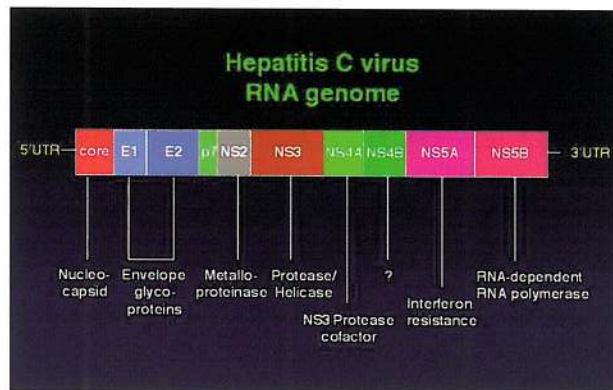 Hepatitis C virus
RNA genome
5'UTR core E1 E2 p7 NS2 NS3 NS4A NS4B NS5A NS5B 3'UTR
Nucleo-
capsid
Envelope
glyco-
proteins
Metallo-
proteinase
Protease/
Helicase
NS3 Protease
cofactor
?
Interferon
resistance
RNA-dependent
RNA polymerase